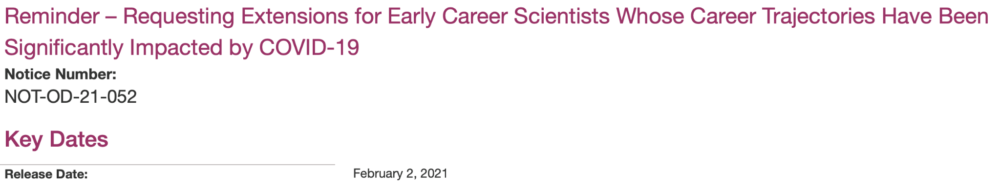 Reminder – Requesting Extensions for Early Career Scientists Whose Career Trajectories Have Been
Significantly Impacted by COVID-19
Notice Number:
NOT-OD-21-052
Key Dates
Release Date: February 2, 2021